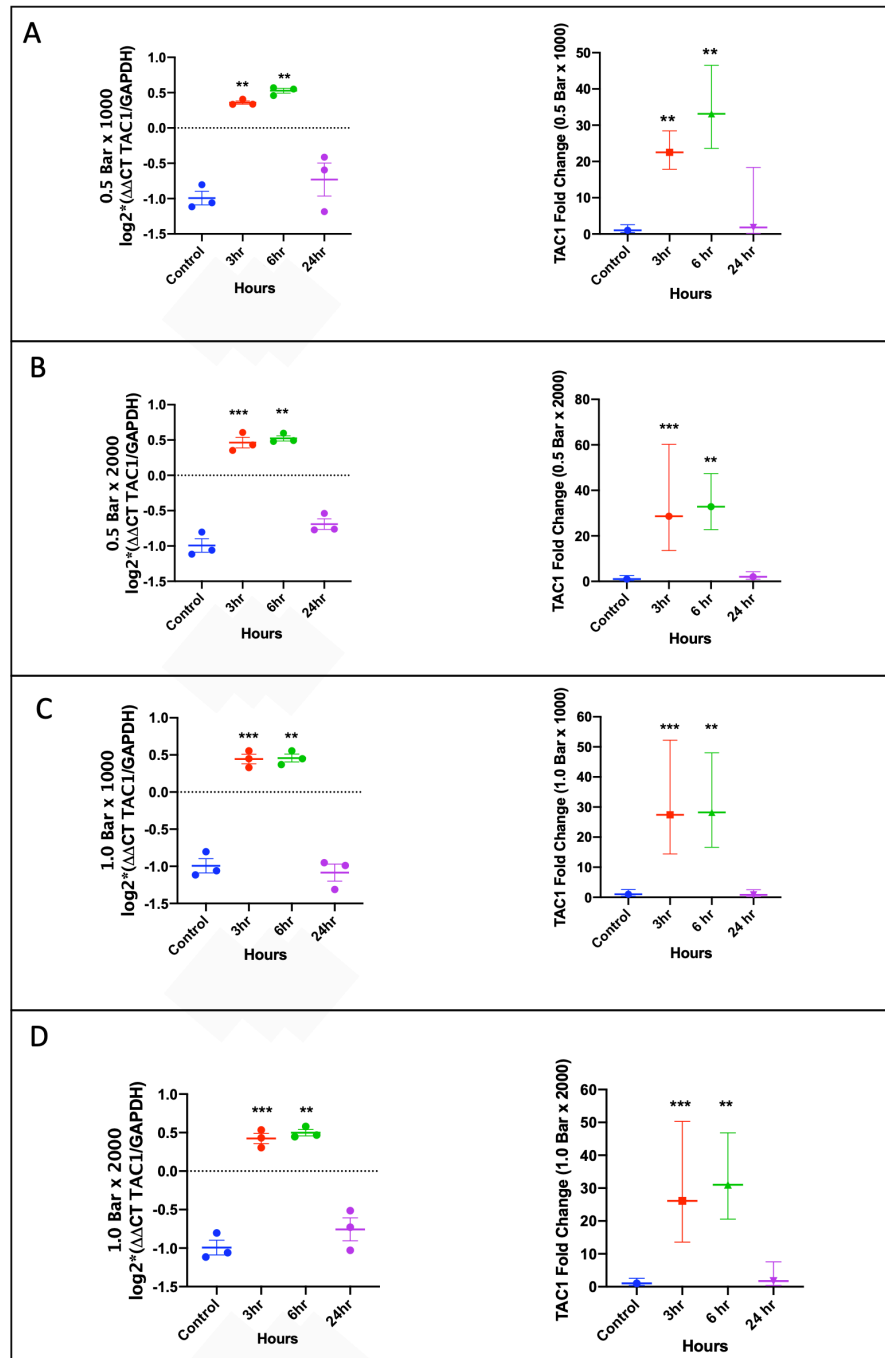 A
0.5 Bar x 1000
log2*(ΔΔCT TAC1/GAPDH)
1.0
0.5
0.0
-0.5
-1.0
-1.5
** **
Control 3hr 6hr 24hr
Hours
TAC1 Fold Change (0.5 Bar x 1000)
50
40
30
20
10
0
** **
Control 3hr 6 hr 24 hr
Hours
B
0.5 Bar x 2000
log2*(ΔΔCT TAC1/GAPDH)
1.0
0.5
0.0
-0.5
-1.0
-1.5
*** **
Control 3hr 6hr 24hr
Hours
TAC1 Fold Change (0.5 Bar x 2000)
80
60
40
20
0
*** **
Control 3hr 6 hr 24 hr
Hours
C
1.0 Bar x 1000
log2*(ΔΔCT TAC1/GAPDH)
1.0
0.5
0.0
-0.5
-1.0
-1.5
*** **
Control 3hr 6hr 24hr
Hours
TAC1 Fold Change (1.0 Bar x 1000)
60
50
40
30
20
10
0
*** **
Control 3hr 6 hr 24 hr
Hours
D
1.0 Bar x 2000
log2*(ΔΔCT TAC1/GAPDH)
1.0
0.5
0.0
-0.5
-1.0
-1.5
*** **
Control 3hr 6hr 24hr
Hours
TAC1 Fold Change (1.0 Bar x 2000)
60
50
40
30
20
10
0
*** **
Control 3hr 6 hr 24 hr
Hours